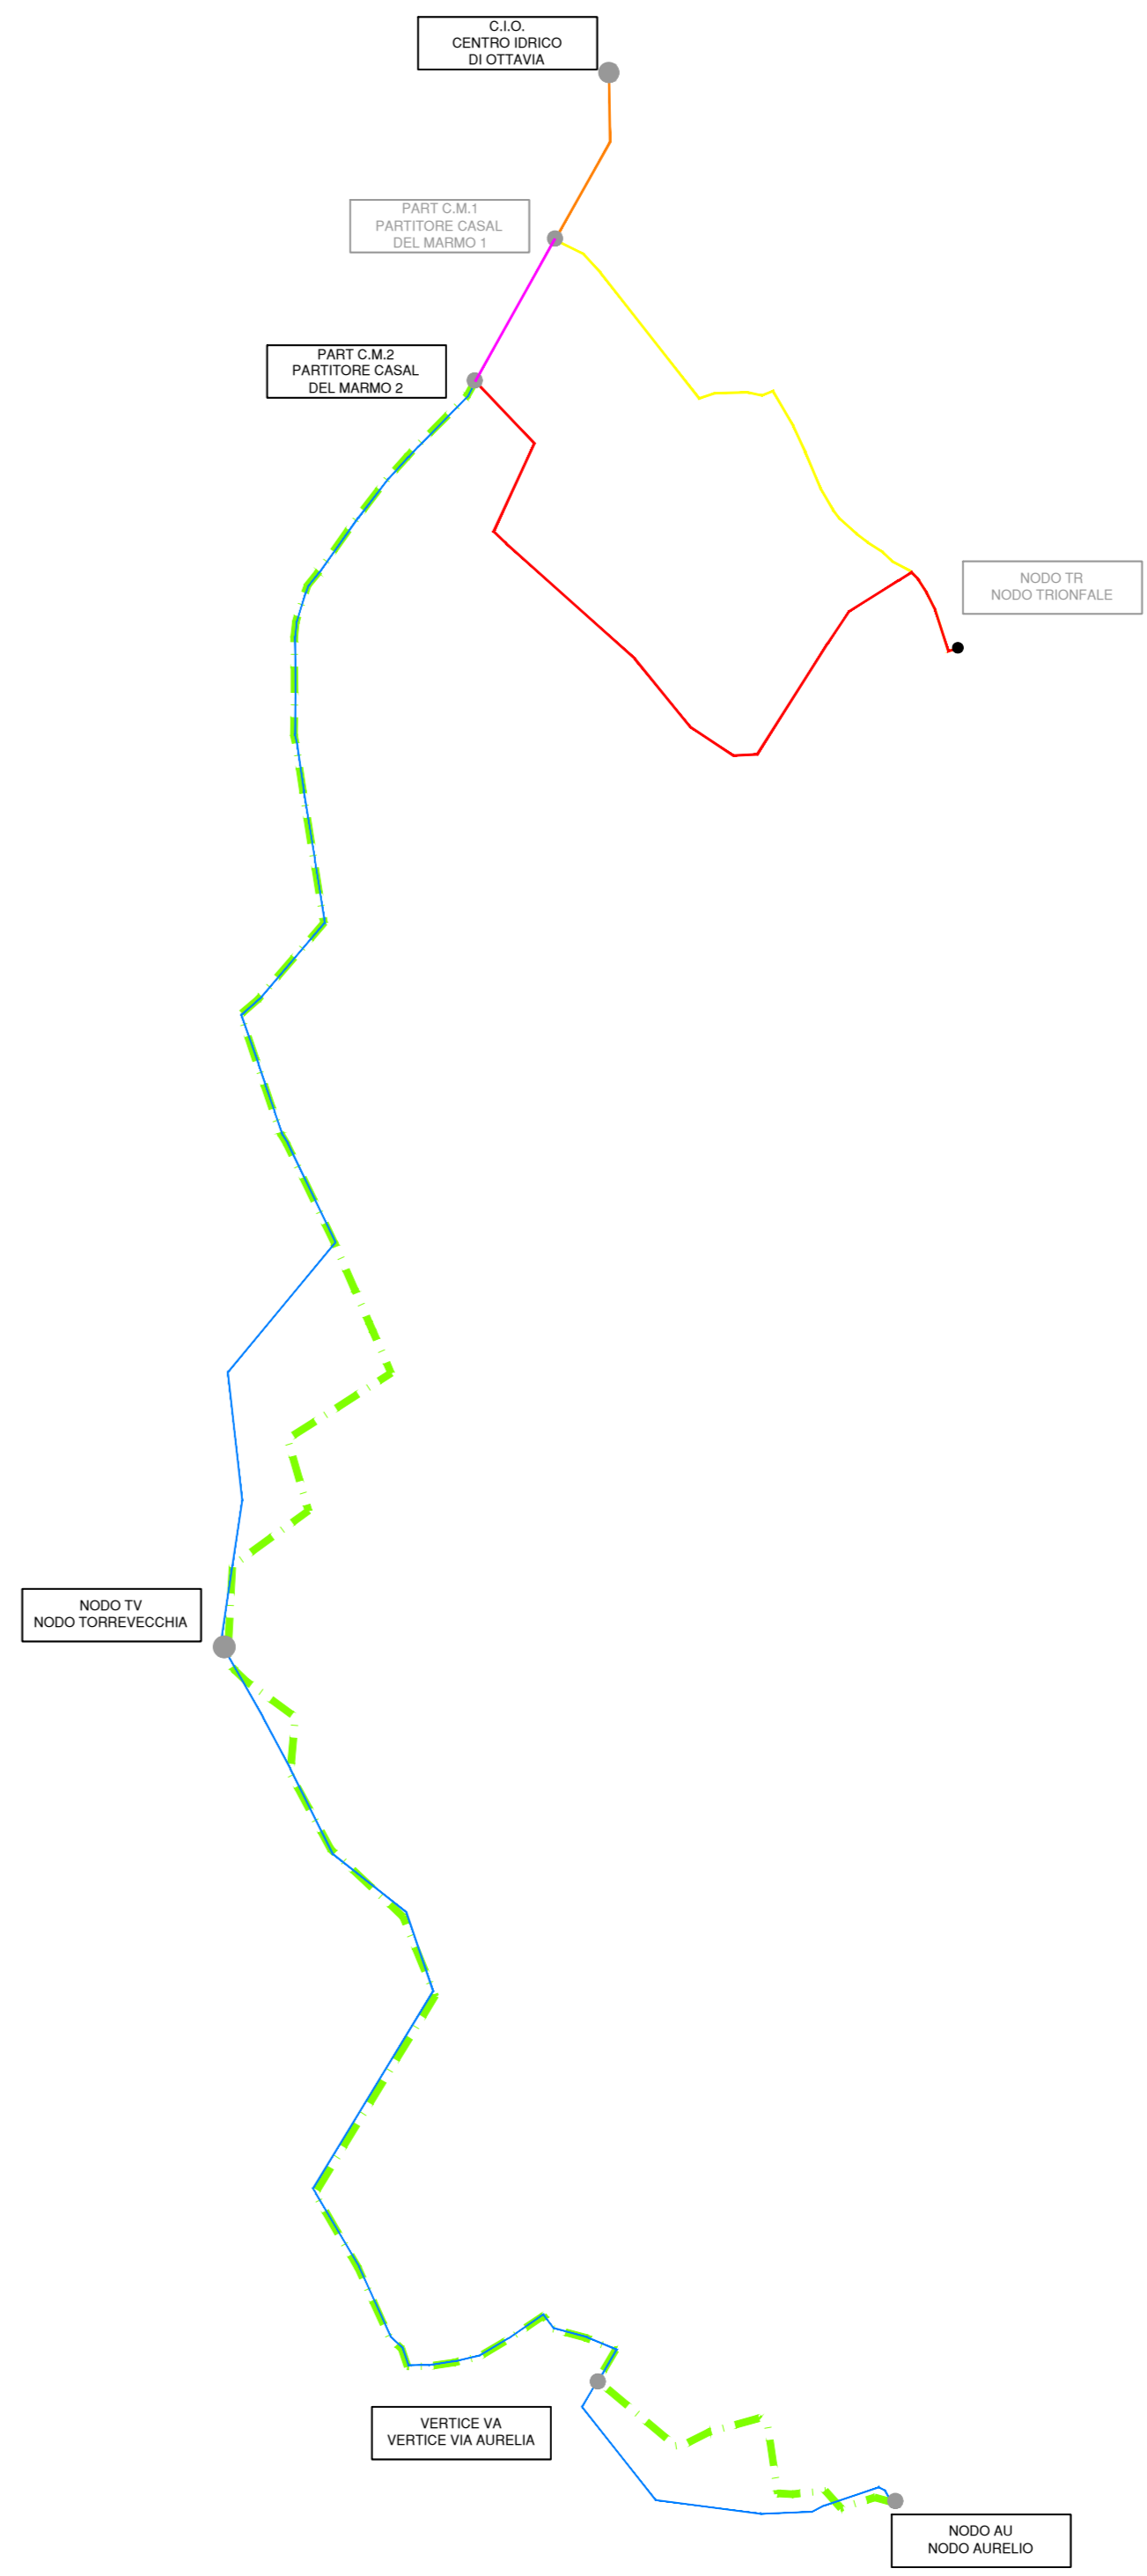 C.I.O.
CENTRO IDRICO
DI OTTAVIA
PART C.M.1
PARTITORE CASAL
DEL MARMO 1
PART C.M.2
PARTITORE CASAL
DEL MARMO 2
NODO TR
NODO TRIONFALE
NODO TV
NODO TORREVECCHIA
VERTICE VA
VERTICE VIA AURELIA
NODO AU
NODO AURELIO